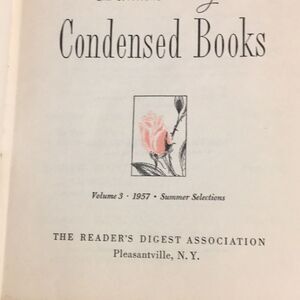 Condensed Books
Volume 3 · 1957 • Summer Selections
THE READER'S DIGEST ASSOCIATION
Pleasantville, N. Y.